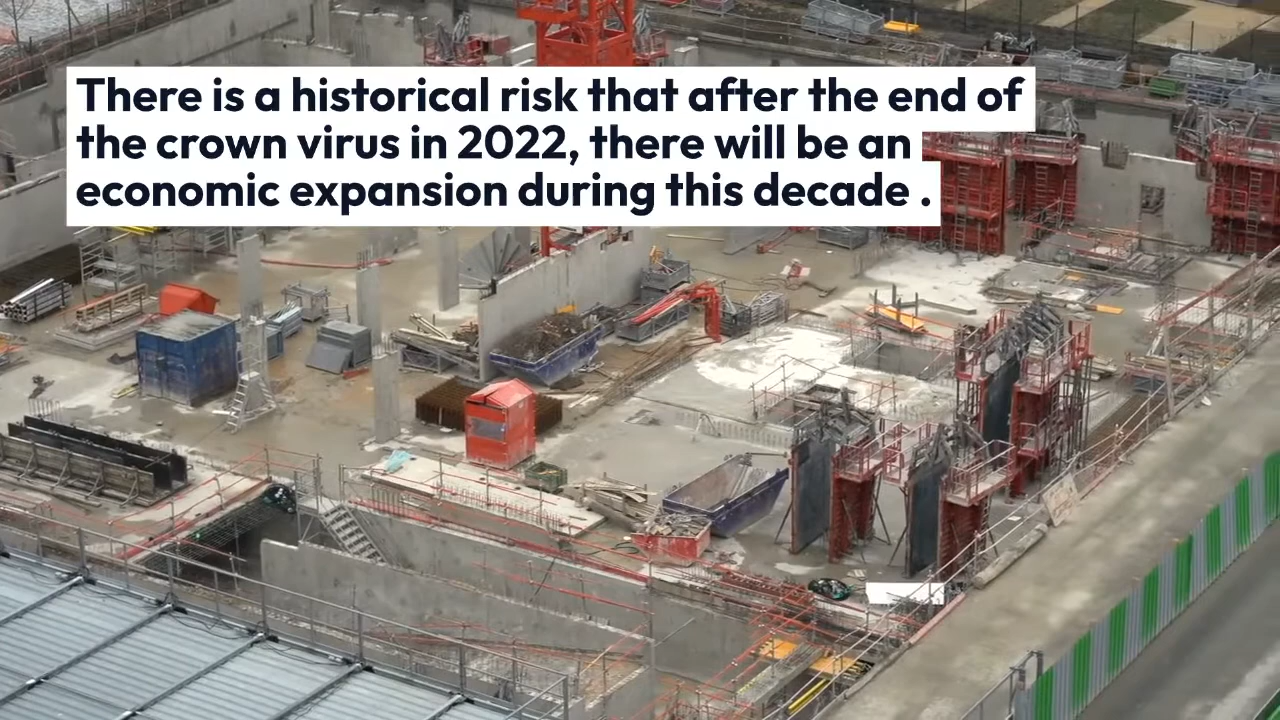 There is a historical risk that after the end of
the crown virus in 2022, there will be an
economic expansion during this decade .